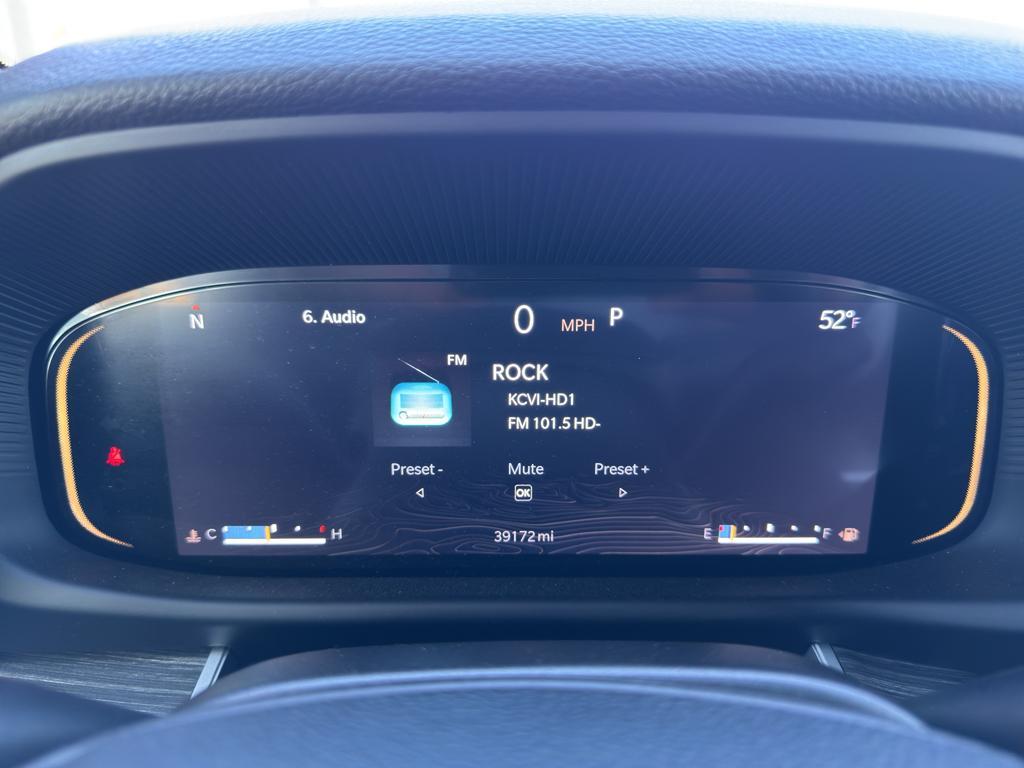 N 6. Audio 0 MPH P 52°F
FM
ROCK
KCVI-HD1
FM 101.5 HD-
Preset - Mute Preset +
OK
C H 39172 mi E F